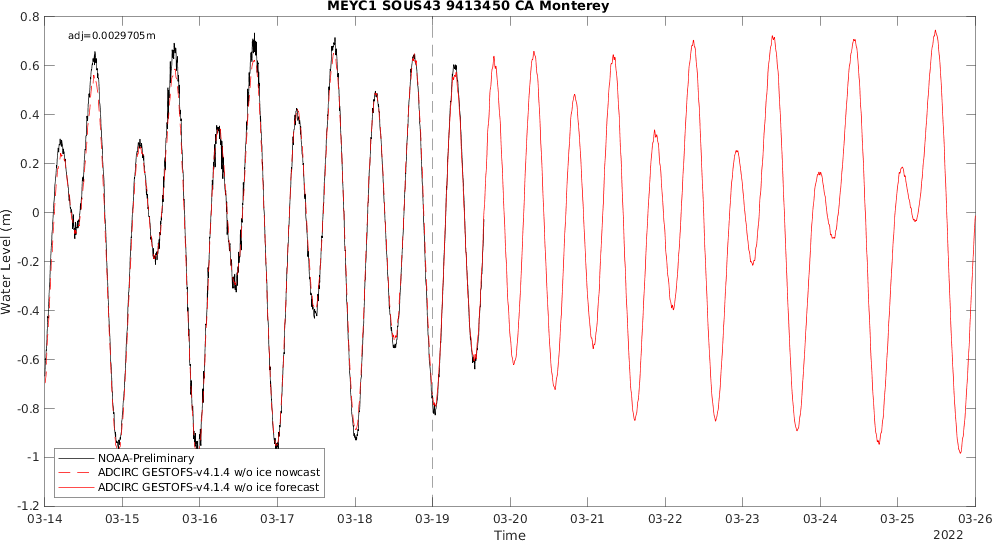 MEYC1 SOUS43 9413450 CA Monterey
adj=0.0029705m
0.8
0.6
0.4
0.2
0
-0.2
-0.4
-0.6
-0.8
-1
-1.2
Water Level (m)
NOAA-Preliminary
ADCIRC GESTOFS-v4.1.4 w/o ice nowcast
ADCIRC GESTOFS-v4.1.4 w/o ice forecast
03-14 03-15 03-16 03-17 03-18 03-19 03-20 03-21 03-22 03-23 03-24 03-25 03-26
Time
2022